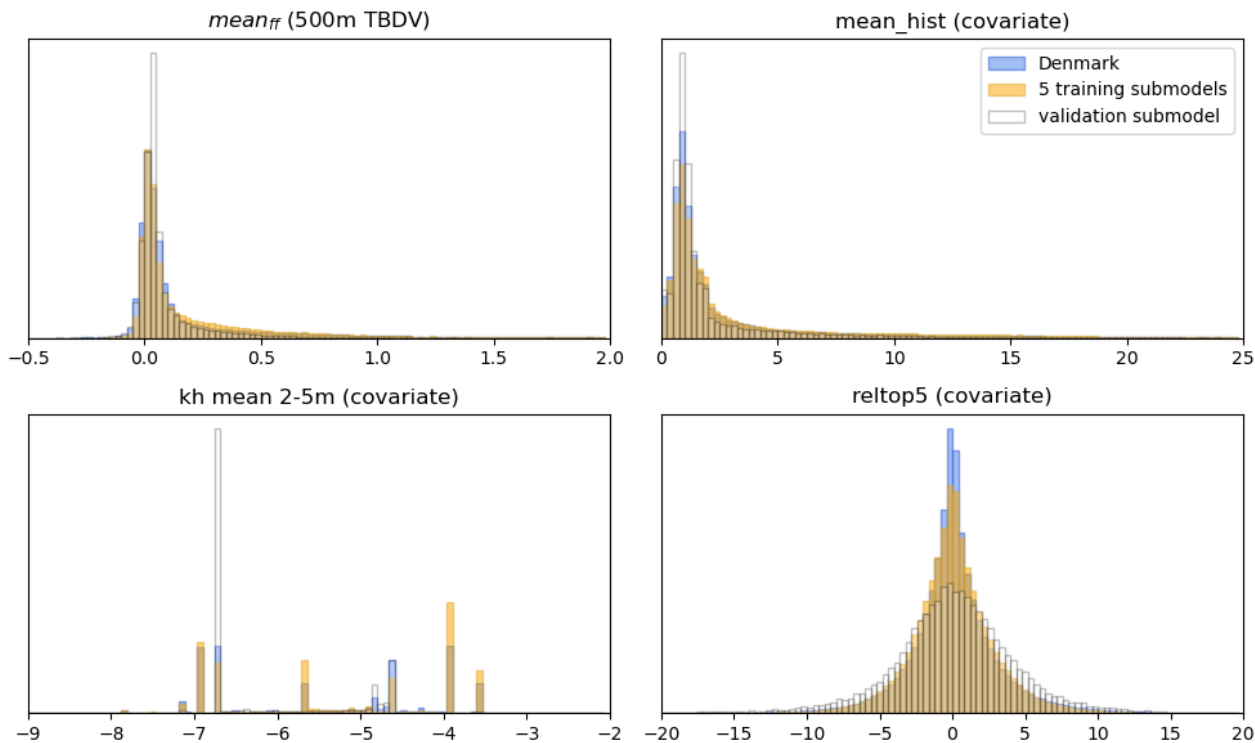 mean_ff (500m TBDV)
mean_hist (covariate)
Denmark
5 training submodels
validation submodel
−0.5 0.0 0.5 1.0 1.5 2.0
0 5 10 15 20 25
kh mean 2-5m (covariate)
reltop5 (covariate)
−9 −8 −7 −6 −5 −4 −3 −2
−20 −15 −10 −5 0 5 10 15 20